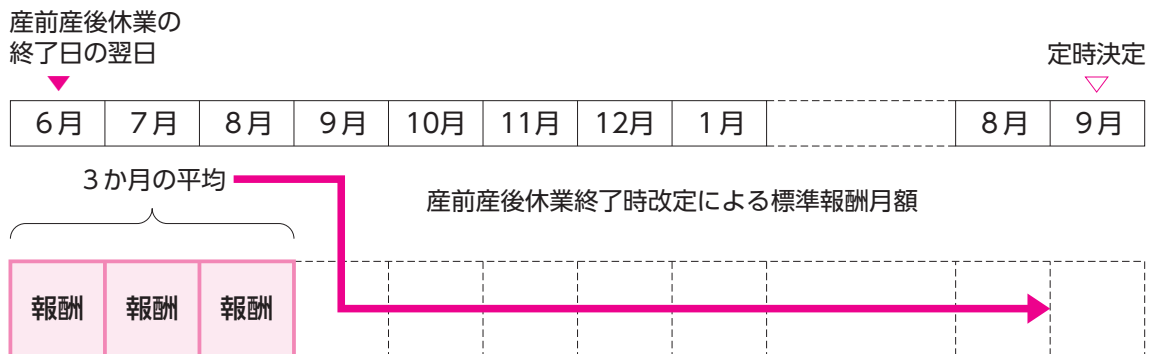 産前産後休業の
終了日の翌日
定時決定
6月 7月 8月 9月 10月 11月 12月 1月 8月 9月
3か月の平均
産前産後休業終了時改定による標準報酬月額
報酬 報酬 報酬